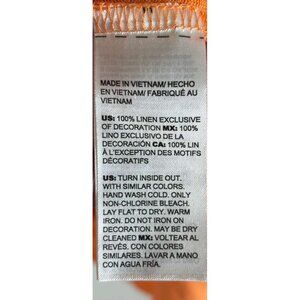 MADE IN VIETNAM/ HECHO
EN VIETNAM/ FABRIQUÉ AU
VIETNAM
US: 100% LINEN EXCLUSIVE
OF DECORATION MX: 100%
LINO EXCLUSIVO DE LA
DECORACIÓN CA: 100% LIN
À L'EXCEPTION DES MOTIFS
DÉCORATIFS
US: TURN INSIDE OUT.
WITH SIMILAR COLORS.
HAND WASH COLD. ONLY
NON-CHLORINE BLEACH.
LAY FLAT TO DRY. WARM
IRON. DO NOT IRON ON
DECORATION. MAY BE DRY
CLEANED MX: VOLTEAR AL
REVÉS. CON COLORES
SIMILARES. LAVAR A MANO
CON AGUA FRÍA.